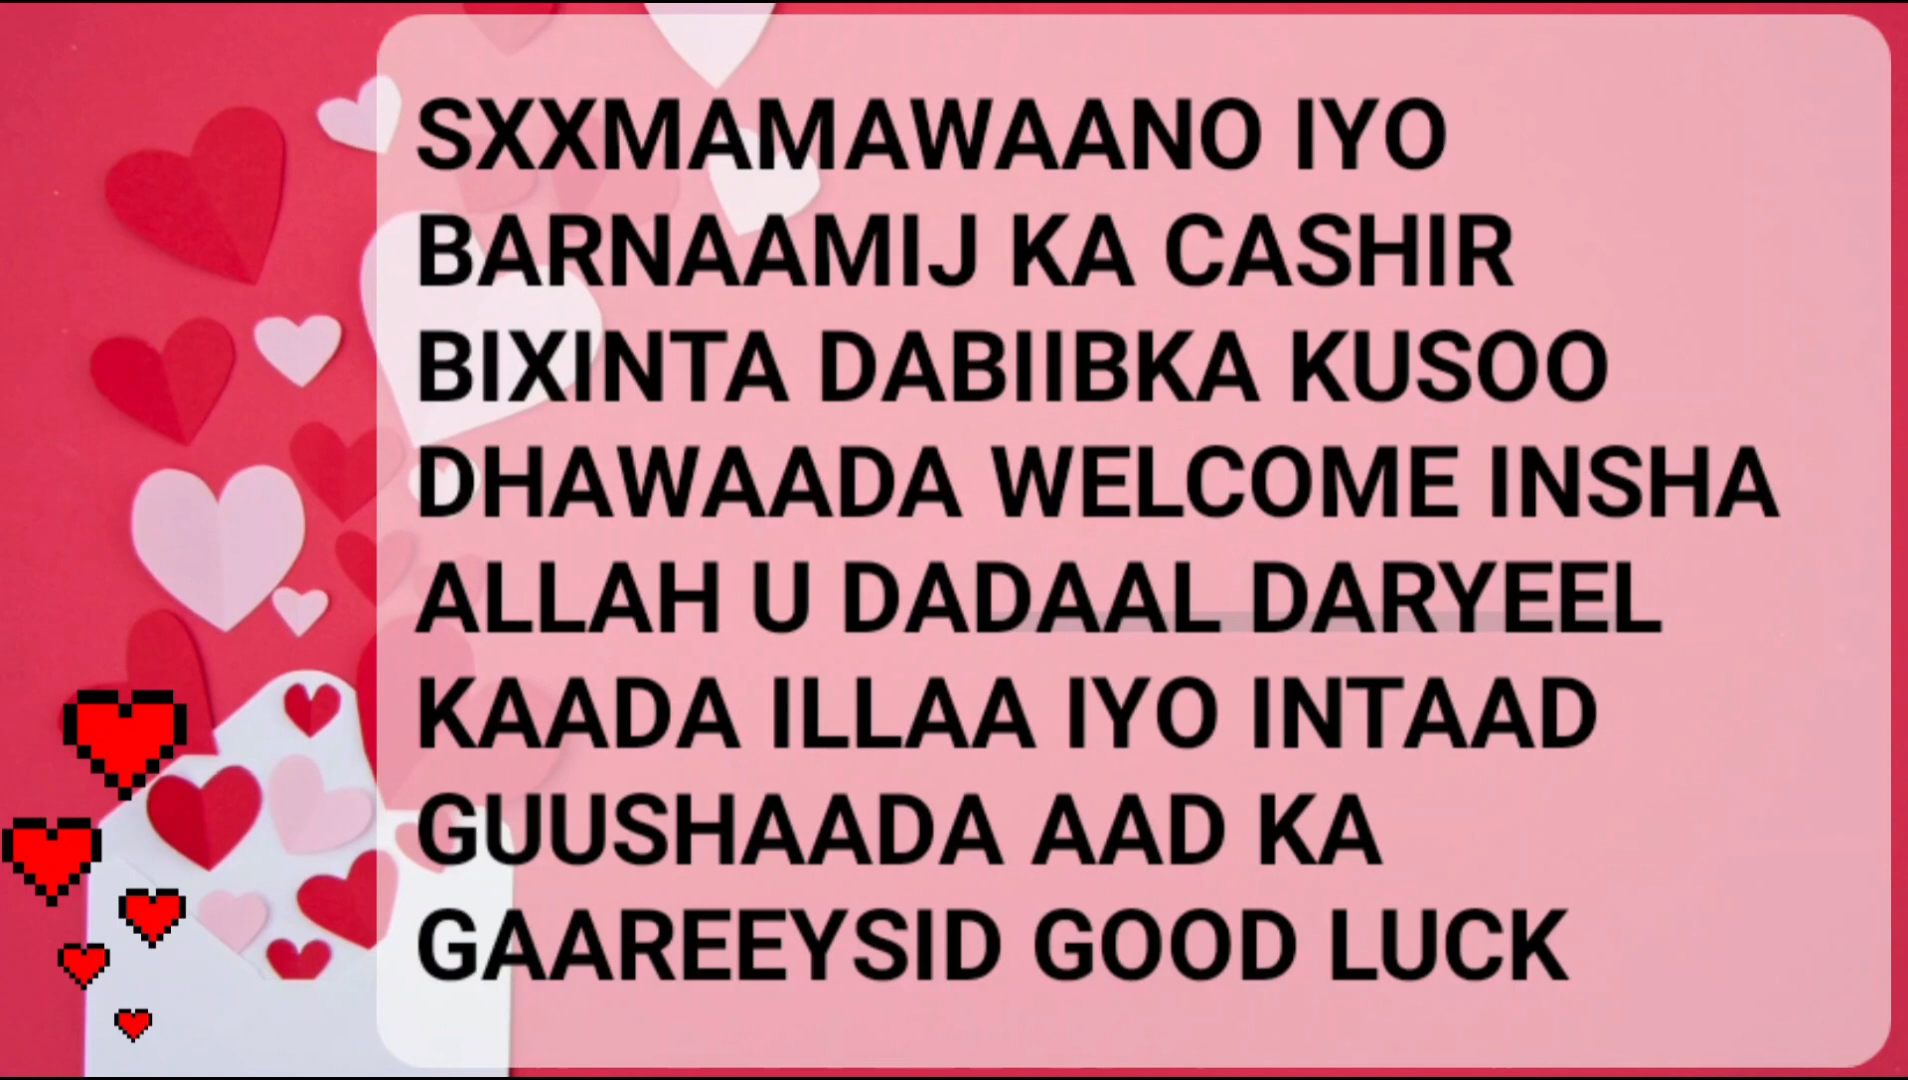 SXXMAMAWAANO IYO
BARNAAMIJ KA CASHIR
BIXINTA DABIIBKA KUSOO
DHAWAADA WELCOME INSHA
ALLAH U DADAAL DARYEEL
KAADA ILLAA IYO INTAAD
GUUSHAADA AAD KA
GAAREEYSID GOOD LUCK